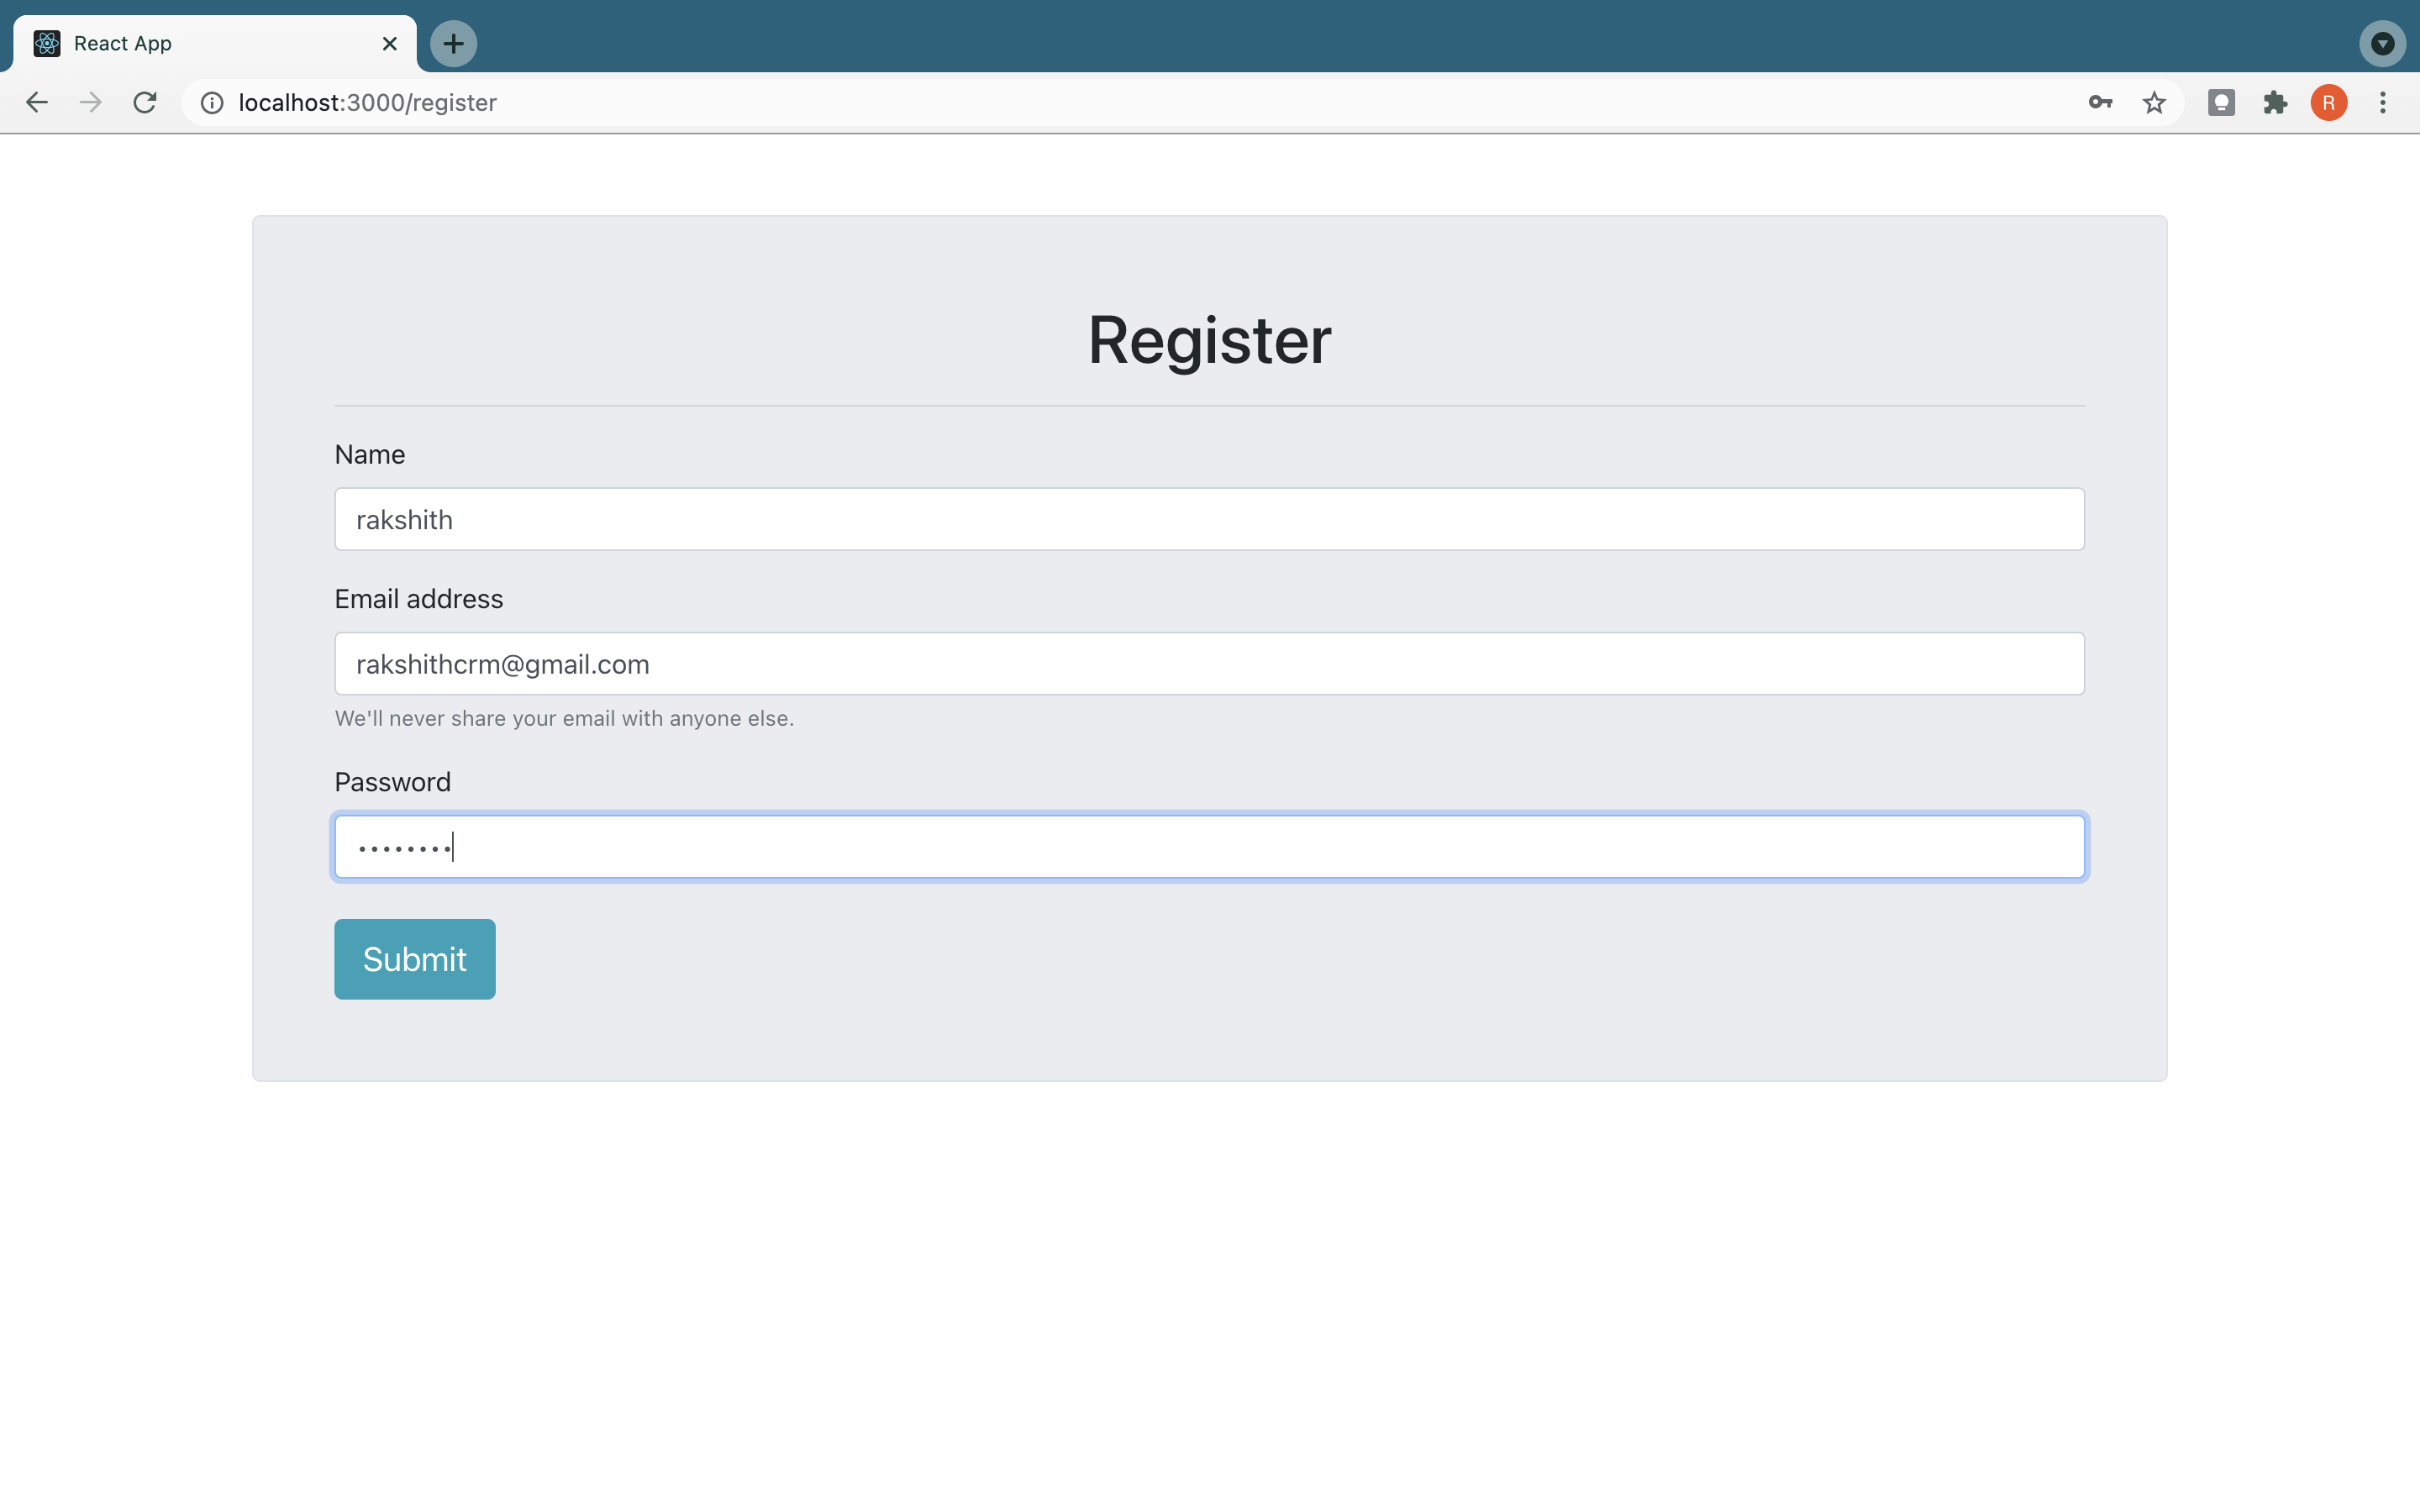 React App
localhost:3000/register
R
Register
Name
rakshith
Email address
rakshithcrm@gmail.com
We'll never share your email with anyone else.
Password
••••••••
Submit